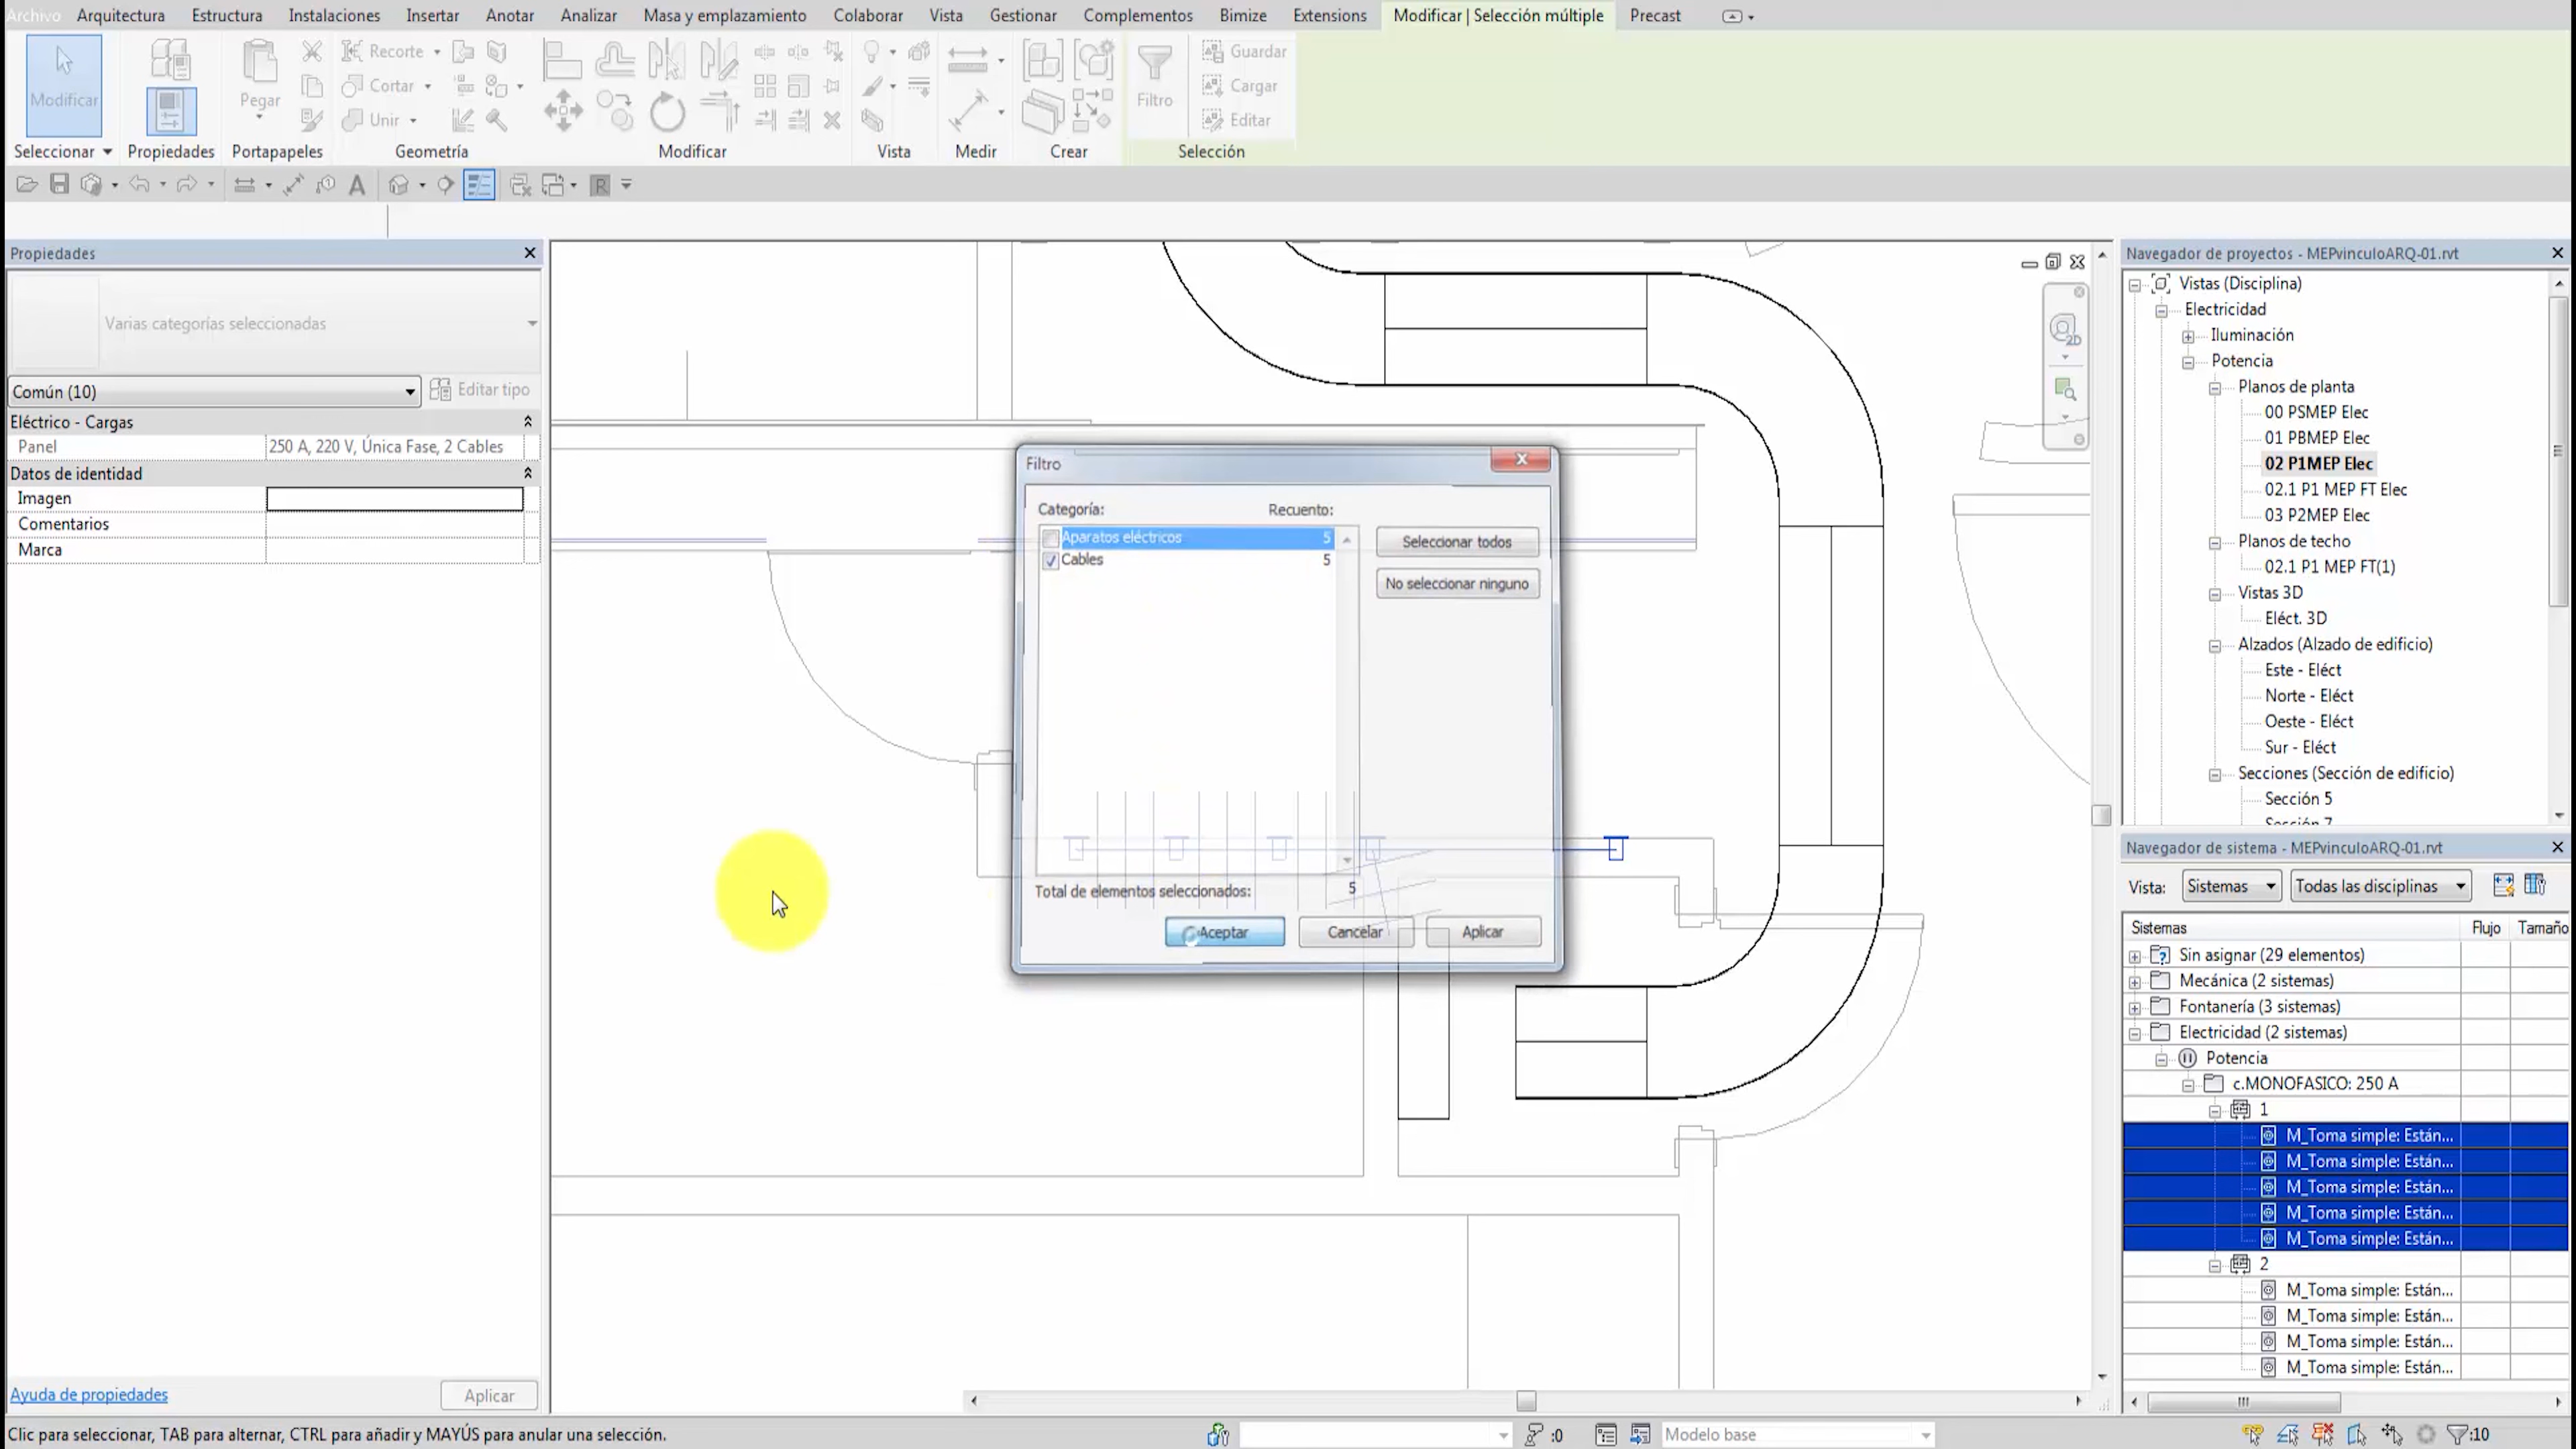 Archivo Arquitectura Estructura Instalaciones Insertar Anotar Analizar Masa y emplazamiento Colaborar Vista Gestionar Complementos Bimize Extensions Modificar | Selección múltiple Precast
Recorte Guardar
Modificar Pegar Cortar Filtro Cargar
Unir Editar
Seleccionar Propiedades Portapapeles Geometría Modificar Vista Medir Crear Selección
Propiedades
Varias categorías seleccionadas
Común (10) Editar tipo
Eléctrico - Cargas
Panel 250 A, 220 V, Única Fase, 2 Cables
Datos de identidad
Imagen
Comentarios
Marca
Ayuda de propiedades Aplicar
2D
Filtro
Categoría: Recuento:
Aparatos eléctricos 5
Cables 5
Seleccionar todos
No seleccionar ninguno
Total de elementos seleccionados: 5
Aceptar Cancelar Aplicar
Navegador de proyectos - MEPvinculoARQ-01.rvt
Vistas (Disciplina)
Electricidad
Iluminación
Potencia
Planos de planta
00 PSMEP Elec
01 PBMEP Elec
02 P1MEP Elec
02.1 P1 MEP FT Elec
03 P2MEP Elec
Planos de techo
02.1 P1 MEP FT(1)
Vistas 3D
Eléct. 3D
Alzados (Alzado de edificio)
Este - Eléct
Norte - Eléct
Oeste - Eléct
Sur - Eléct
Secciones (Sección de edificio)
Sección 5
Sección 7
Navegador de sistema - MEPvinculoARQ-01.rvt
Vista: Sistemas Todas las disciplinas
Sistemas Flujo Tamaño
Sin asignar (29 elementos)
Mecánica (2 sistemas)
Fontanería (3 sistemas)
Electricidad (2 sistemas)
Potencia
c.MONOFASICO: 250 A
1
M_Toma simple: Están...
M_Toma simple: Están...
M_Toma simple: Están...
M_Toma simple: Están...
M_Toma simple: Están...
2
M_Toma simple: Están...
M_Toma simple: Están...
M_Toma simple: Están...
M_Toma simple: Están...
Clic para seleccionar, TAB para alternar, CTRL para añadir y MAYÚS para anular una selección. :0 Modelo base :10